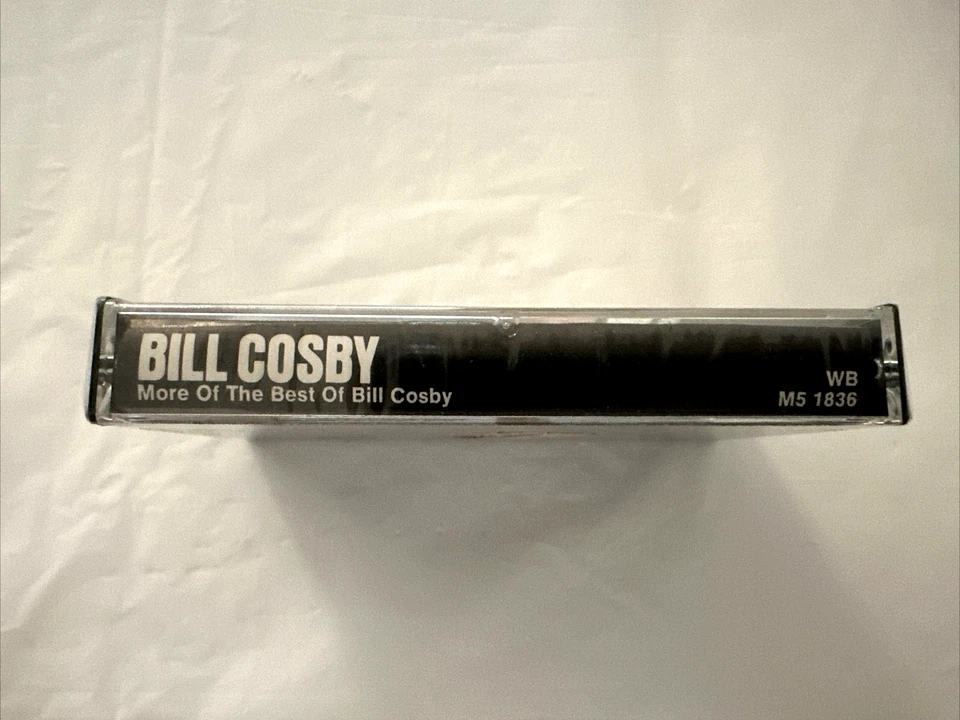 BILL COSBY
More Of The Best Of Bill Cosby
WB
M5 1836